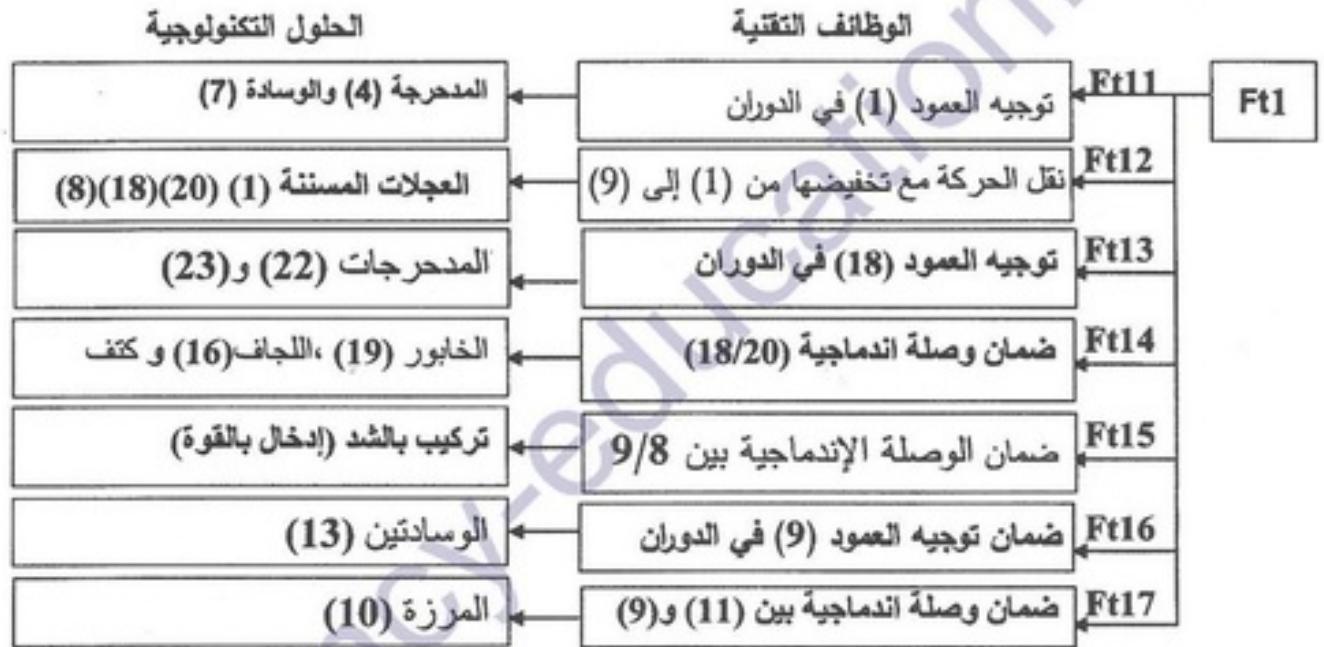 الوظائف التقنية
الحلول التكنولوجية
Ft1
Ft11
توجيه العمود (1) في الدوران
المدحرجة (4) والوسادة (7)
Ft12
نقل الحركة مع تخفيضها من (1) إلى (9)
العجلات المسننة (1) (20)(18)(8)
Ft13
توجيه العمود (18) في الدوران
المدحرجات (22) و(23)
Ft14
ضمان وصلة اندماجية (18/20)
الخابور (19) ،اللجاف(16) و كتف
Ft15
ضمان الوصلة الإندماجية بين 9/8
تركيب بالشد (إدخال بالقوة)
Ft16
ضمان توجيه العمود (9) في الدوران
الوسادتين (13)
Ft17
ضمان وصلة اندماجية بين (11) و(9)
المرزة (10)
cy-education